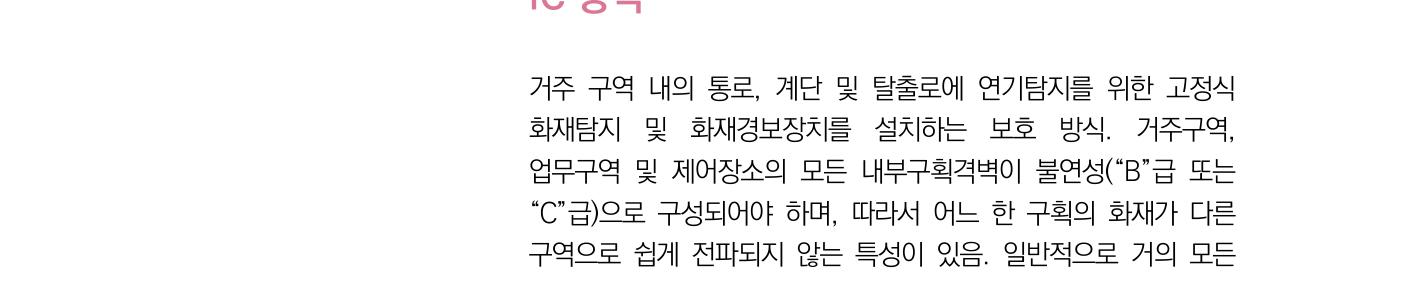 거주 구역 내의 통로, 계단 및 탈출로에 연기탐지를 위한 고정식
화재탐지 및 화재경보장치를 설치하는 보호 방식. 거주구역,
업무구역 및 제어장소의 모든 내부구획격벽이 불연성(“B”급 또는
“C”급)으로 구성되어야 하며, 따라서 어느 한 구획의 화재가 다른
구역으로 쉽게 전파되지 않는 특성이 있음. 일반적으로 거의 모든